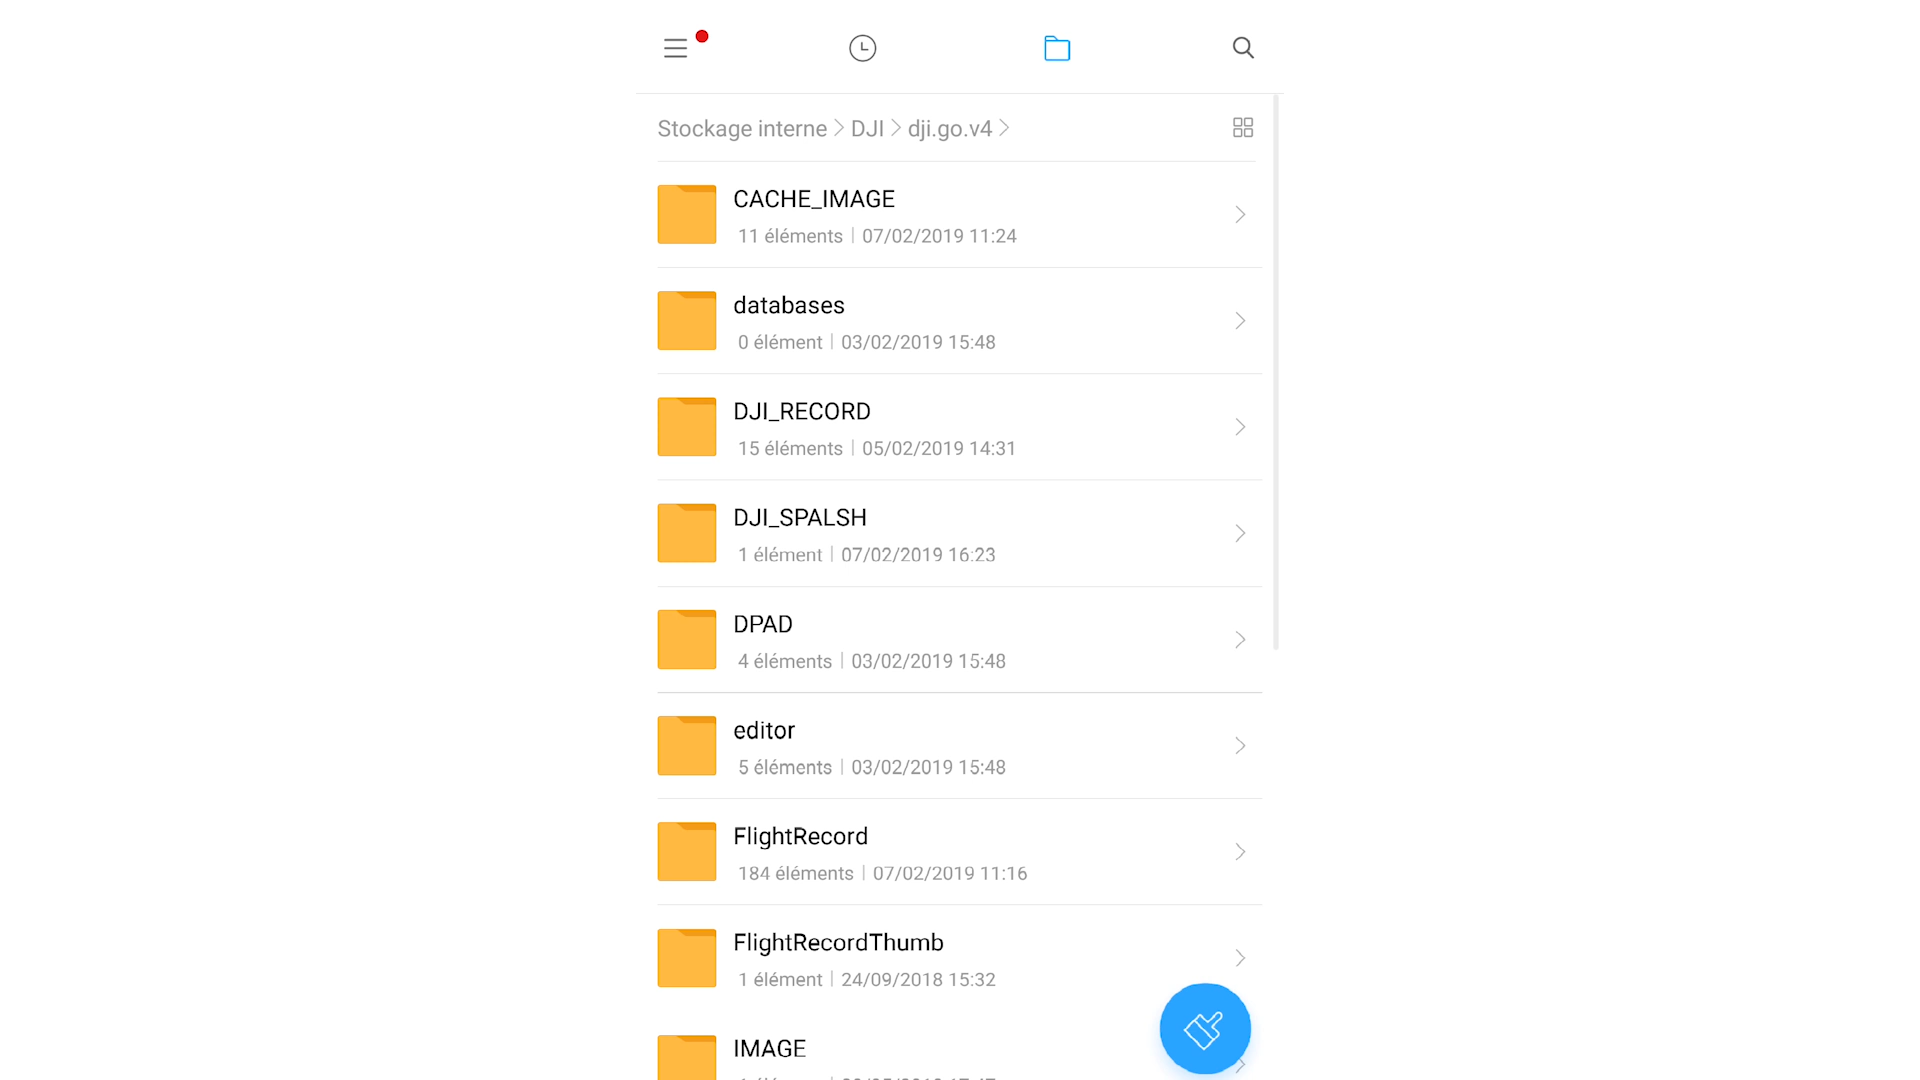 Stockage interne > DJI > dji.go.v4 >
CACHE_IMAGE
11 éléments | 07/02/2019 11:24
databases
0 élément | 03/02/2019 15:48
DJI_RECORD
15 éléments | 05/02/2019 14:31
DJI_SPALSH
1 élément | 07/02/2019 16:23
DPAD
4 éléments | 03/02/2019 15:48
editor
5 éléments | 03/02/2019 15:48
FlightRecord
184 éléments | 07/02/2019 11:16
FlightRecordThumb
1 élément | 24/09/2018 15:32
IMAGE